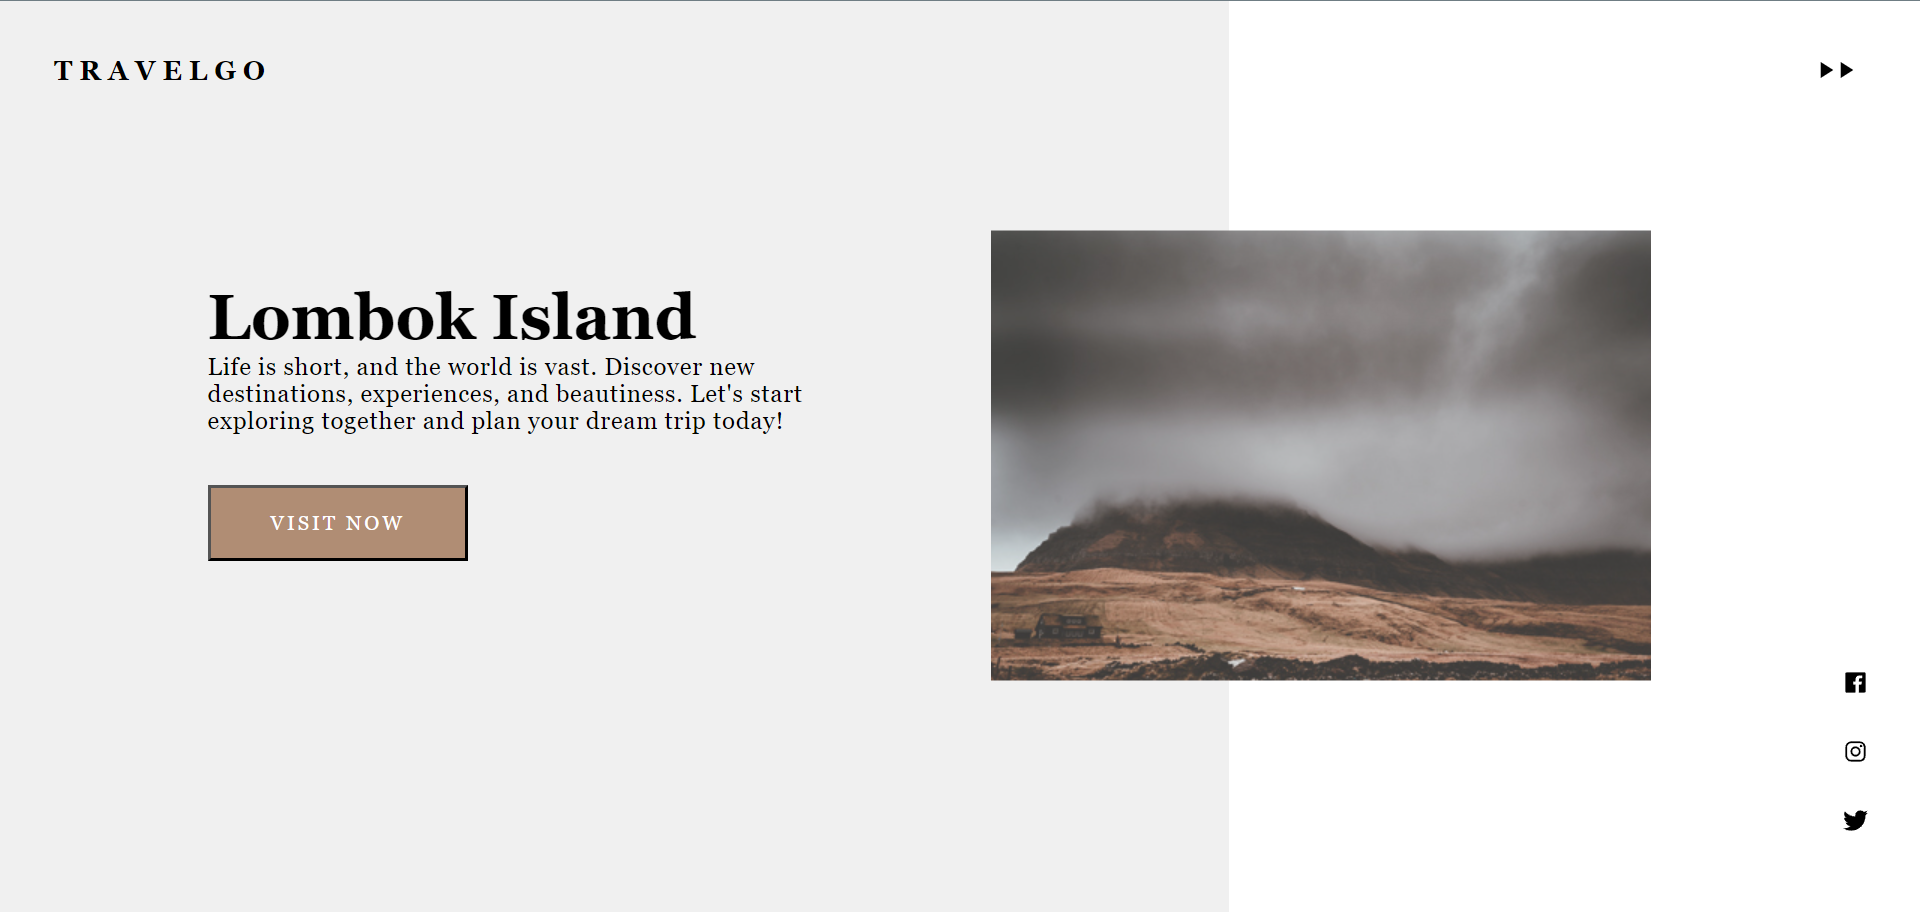 TRAVELGO
Lombok Island
Life is short, and the world is vast. Discover new
destinations, experiences, and beautiness. Let's start
exploring together and plan your dream trip today!
VISIT NOW